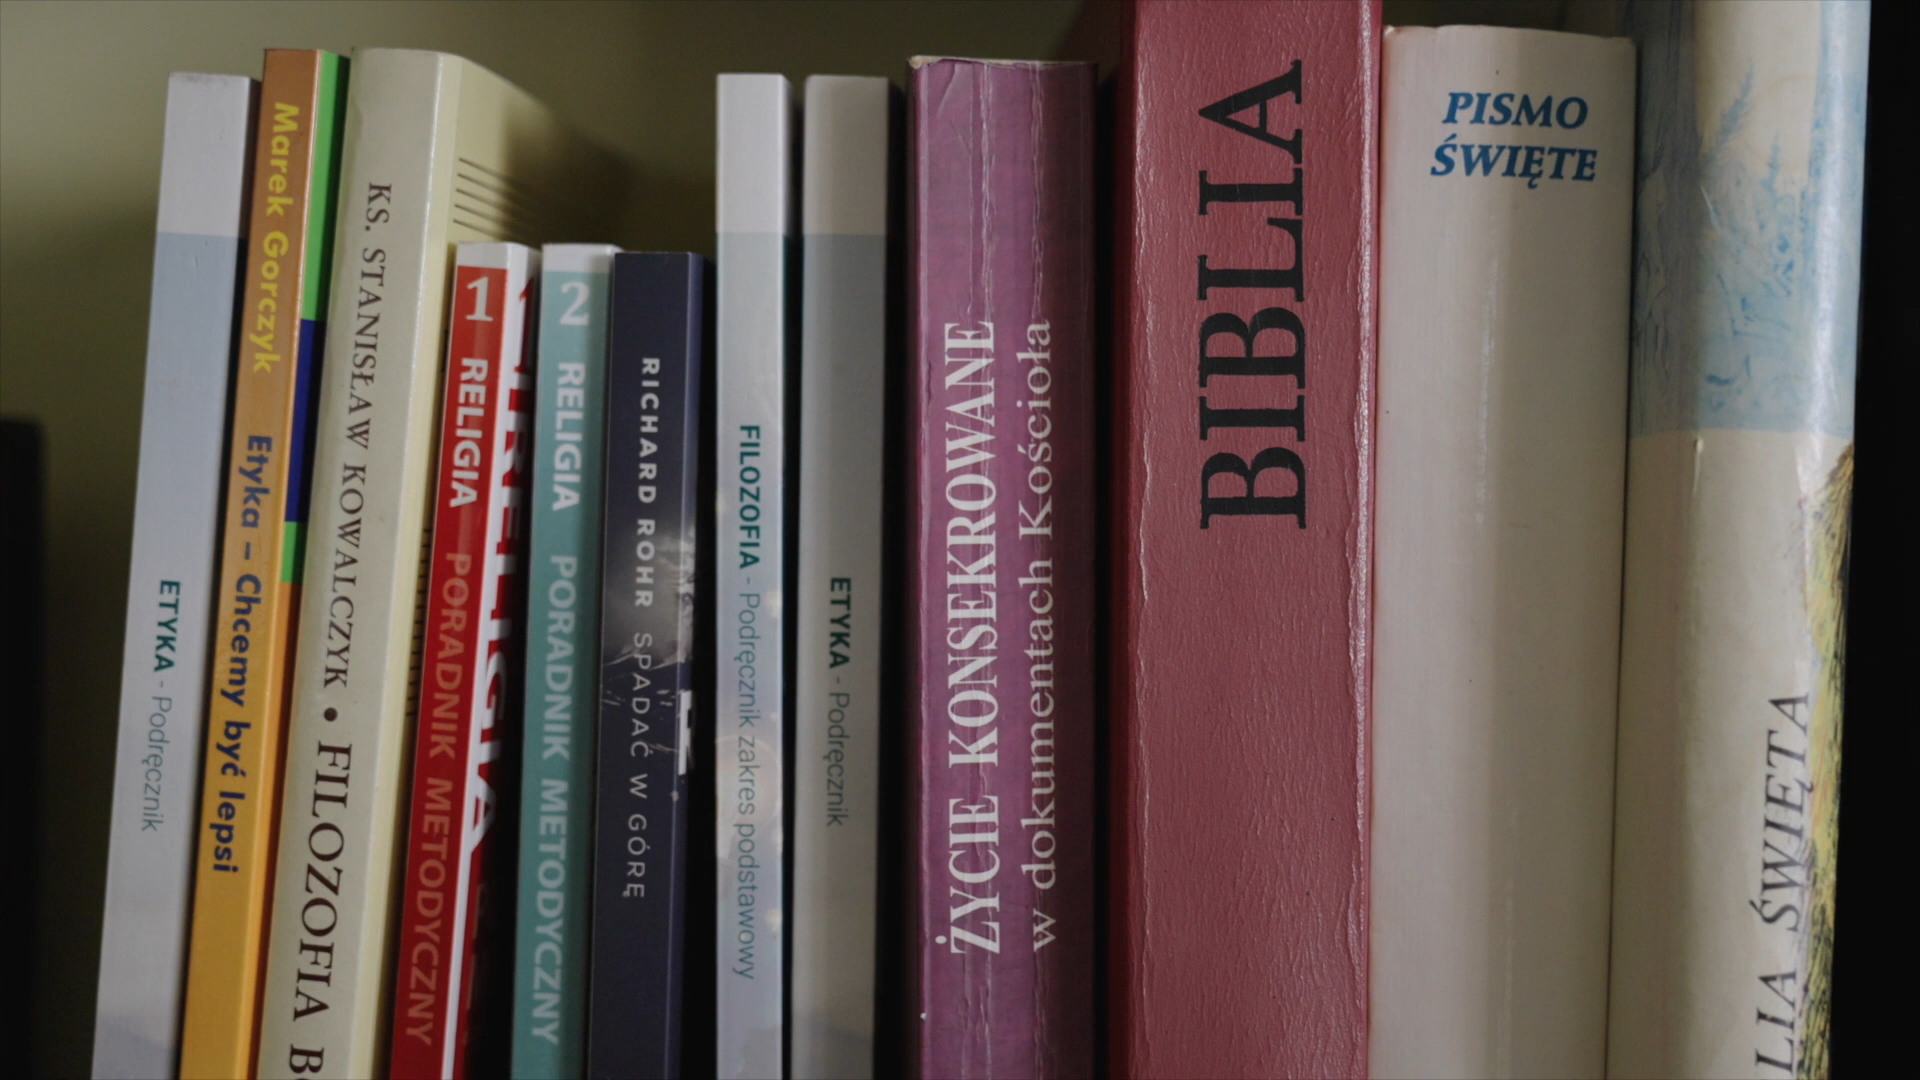 ETYKA - Podręcznik
Marek Gorczyk Etyka – Chcemy być lepsi
KS. STANISŁAW KOWALCZYK • FILOZOFIA B
1 RELIGIA PORADNIK METODYCZNY
2 RELIGIA PORADNIK METODYCZNY
RICHARD ROHR SPADAĆ W GÓRĘ
FILOZOFIA - Podręcznik zakres podstawowy
ETYKA - Podręcznik
ŻYCIE KONSEKROWANE
w dokumentach Kościoła
BIBLIA
PISMO
ŚWIĘTE
LIA ŚWIĘTA